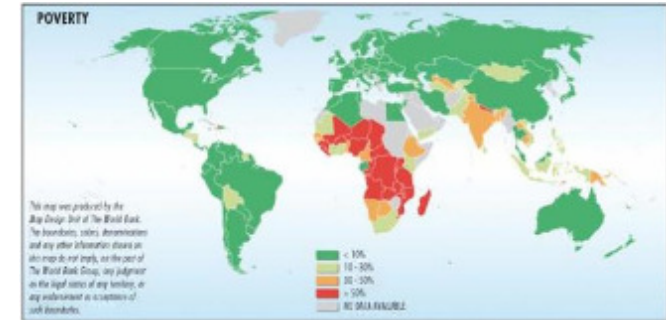 POVERTY
This map was produced by the
Map Design Unit of The World Bank.
The boundaries, colors, denominations
and any other information shown on
this map do not imply, on the part of
The World Bank Group, any judgment
on the legal status of any territory, or
any endorsement or acceptance of
such boundaries.
< 10%
10 - 30%
30 - 50%
> 50%
NO DATA AVAILABLE